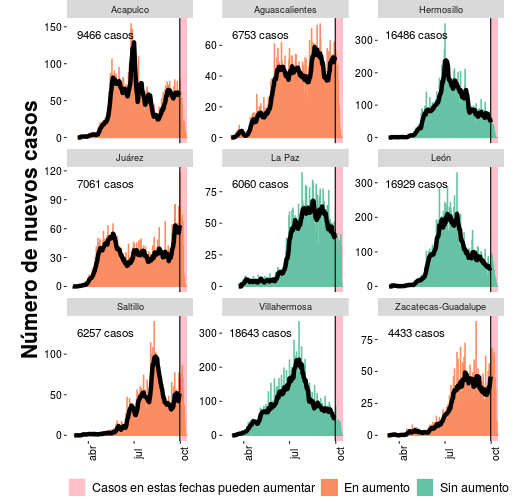 Número de nuevos casos
Acapulco Aguascalientes Hermosillo
9466 casos 6753 casos 16486 casos
150 100 50 0
60 40 20 0
300 200 100 0
Juárez La Paz León
7061 casos 6060 casos 16929 casos
120 90 60 30 0
75 50 25 0
300 200 100 0
Saltillo Villahermosa Zacatecas-Guadalupe
6257 casos 18643 casos 4433 casos
100 50 0
300 200 100 0
75 50 25 0
abr jul oct abr jul oct abr jul oct
Casos en estas fechas pueden aumentar En aumento Sin aumento